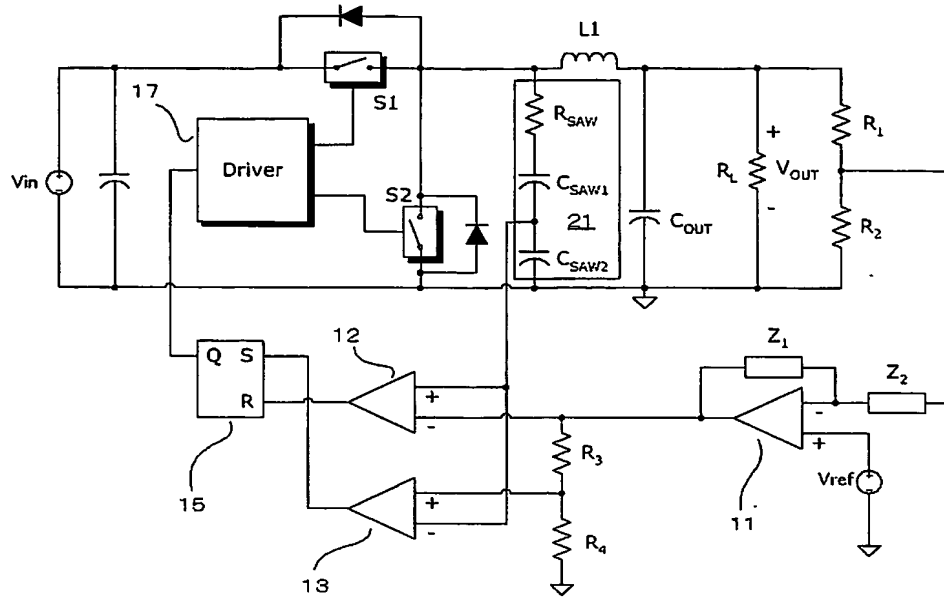 L1
17
S1
R_SAW
R_1
Vin
Driver
+
R_L
V_OUT
-
S2
C_SAW1
21
C_OUT
R_2
C_SAW2
12
Z_1
Q S
R
+
-
Z_2
-
+
R_3
15
11
Vref
+
-
R_4
13